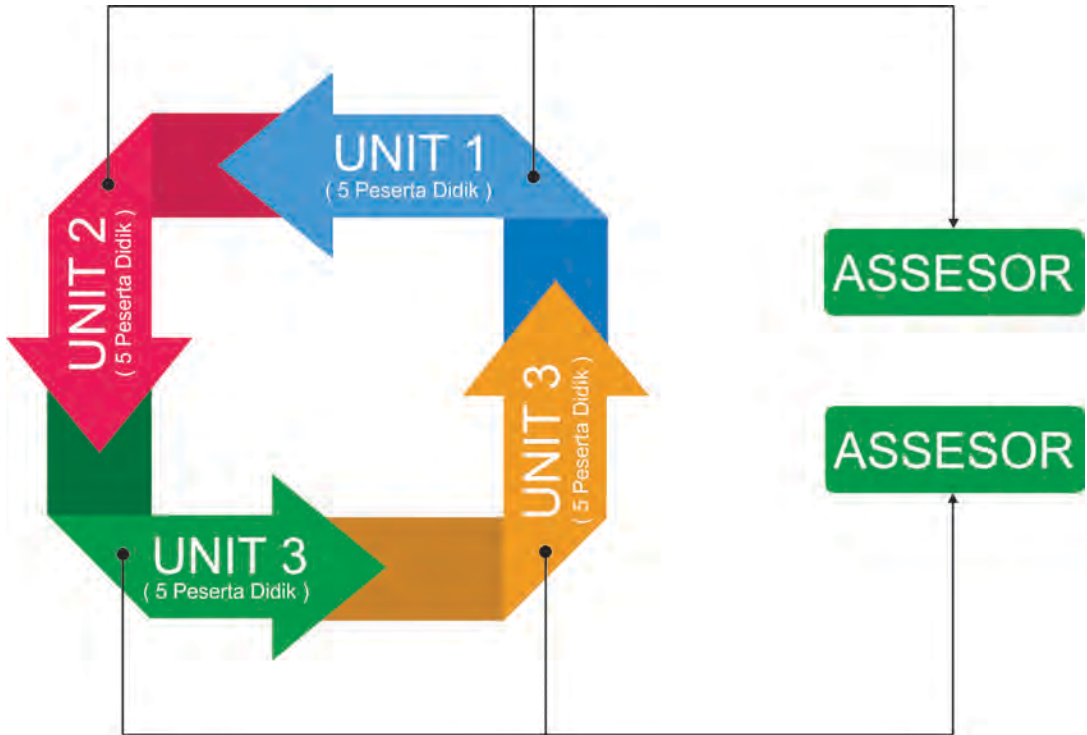 UNIT 1
( 5 Peserta Didik )
UNIT 2
( 5 Peserta Didik )
UNIT 3
( 5 Peserta Didik )
UNIT 3
( 5 Peserta Didik )
ASSESOR
ASSESOR